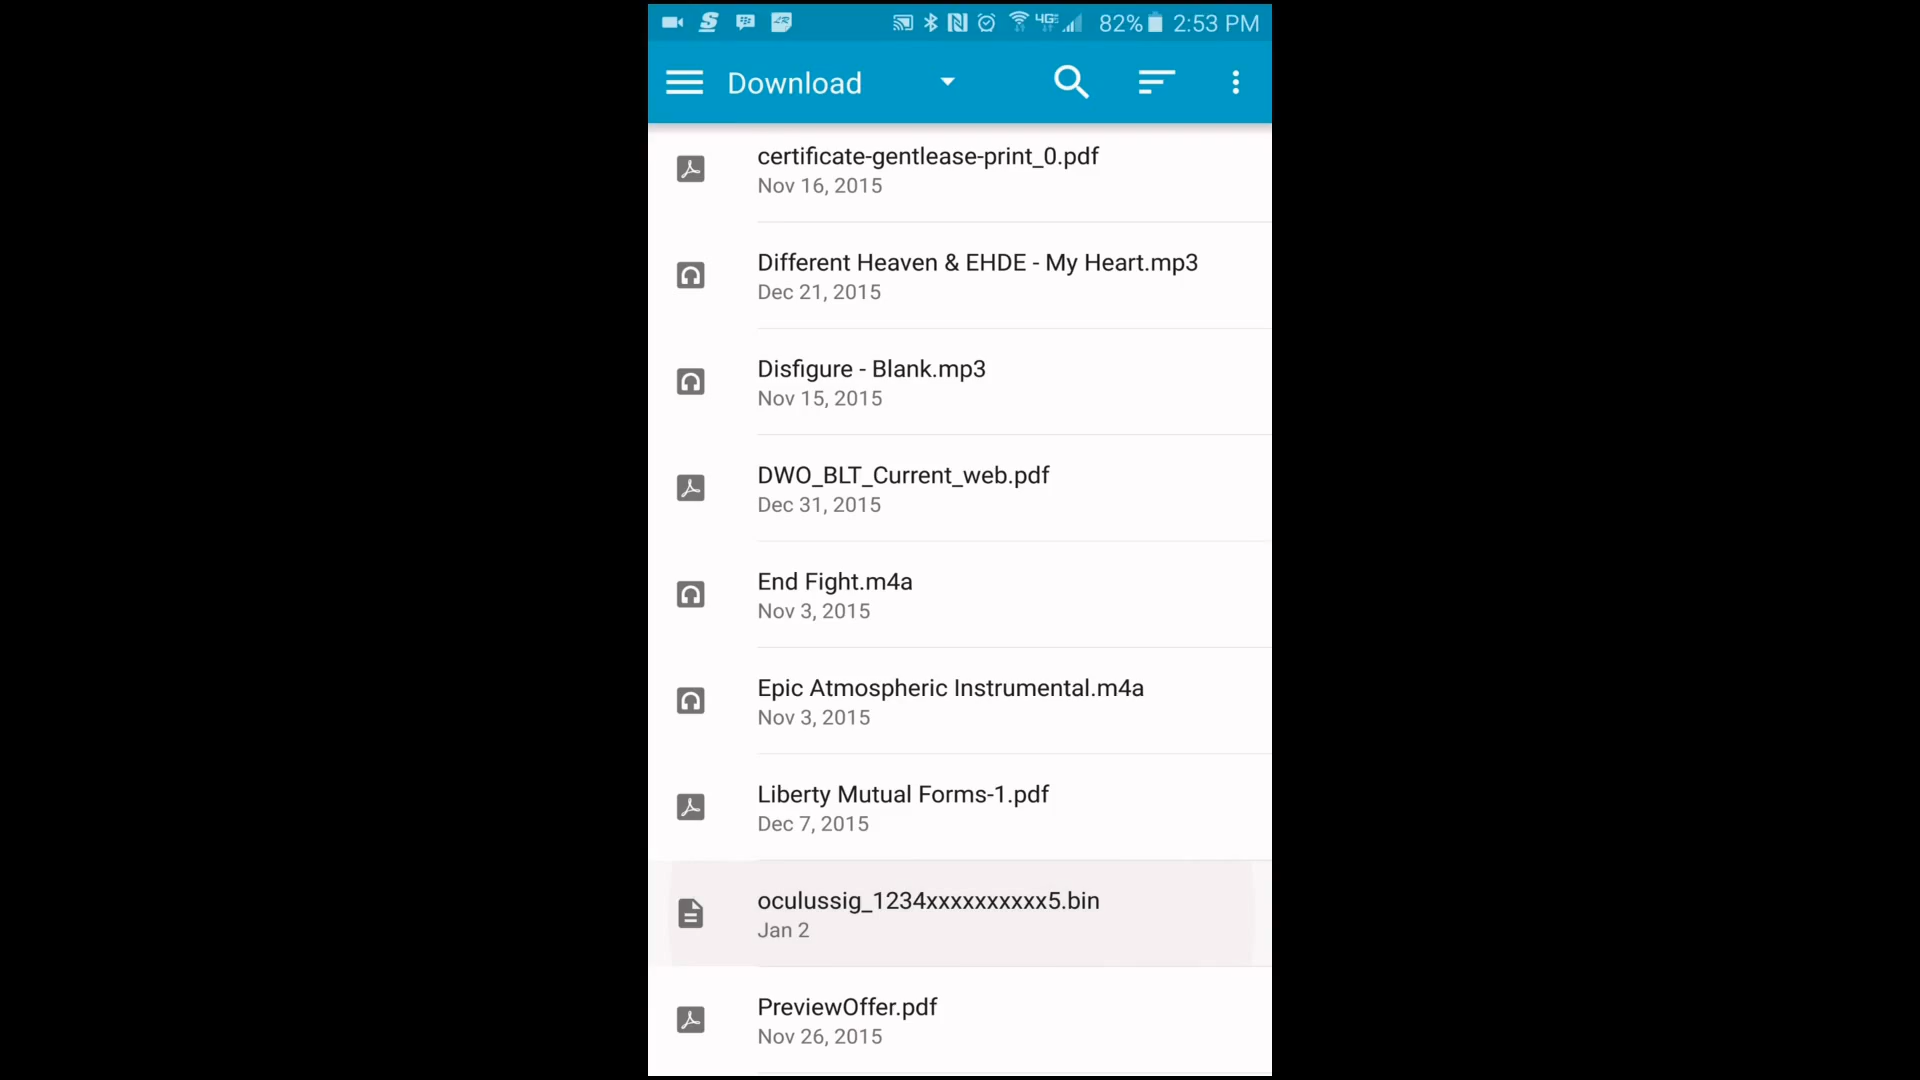 4G 82% 2:53 PM
Download
certificate-gentlease-print_0.pdf
Nov 16, 2015
Different Heaven & EHDE - My Heart.mp3
Dec 21, 2015
Disfigure - Blank.mp3
Nov 15, 2015
DWO_BLT_Current_web.pdf
Dec 31, 2015
End Fight.m4a
Nov 3, 2015
Epic Atmospheric Instrumental.m4a
Nov 3, 2015
Liberty Mutual Forms-1.pdf
Dec 7, 2015
oculussig_1234xxxxxxxxxx5.bin
Jan 2
PreviewOffer.pdf
Nov 26, 2015